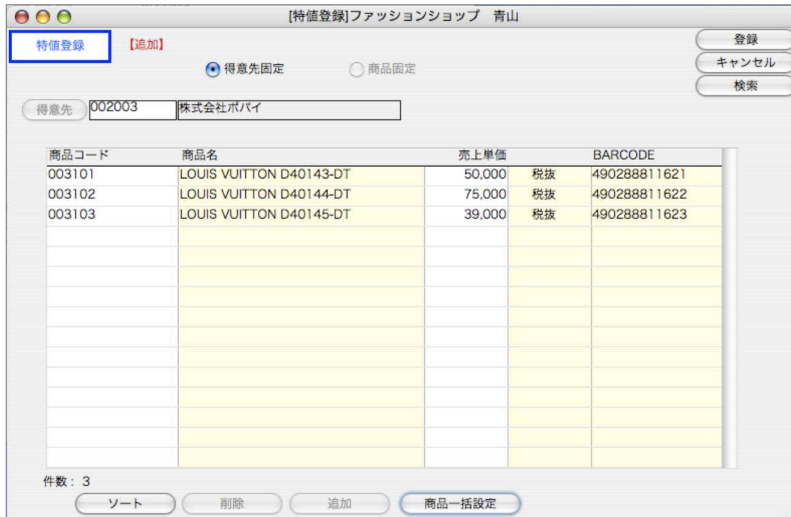 [特値登録]ファッションショップ 青山
特値登録 【追加】 登録
得意先固定 商品固定 キャンセル
検索
得意先 002003 株式会社ポパイ
商品コード 商品名 売上単価 BARCODE
003101 LOUIS VUITTON D40143-DT 50,000 税抜 490288811621
003102 LOUIS VUITTON D40144-DT 75,000 税抜 490288811622
003103 LOUIS VUITTON D40145-DT 39,000 税抜 490288811623
件数: 3
ソート 削除 追加 商品一括設定